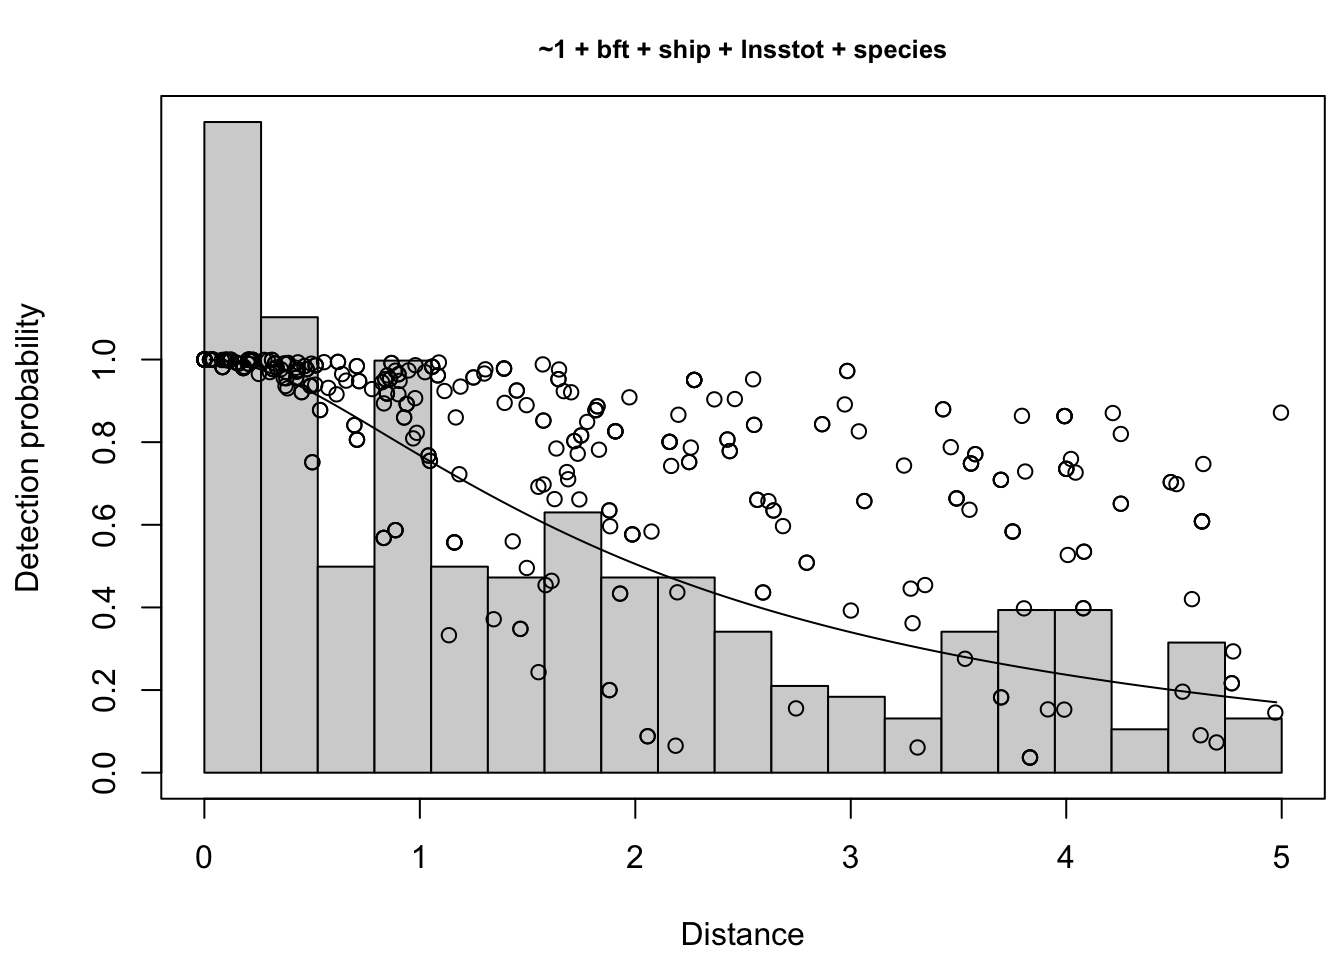 ~1 + bft + ship + lnsstot + species
Detection probability
1.0
0.8
0.6
0.4
0.2
0.0
0 1 2 3 4 5
Distance